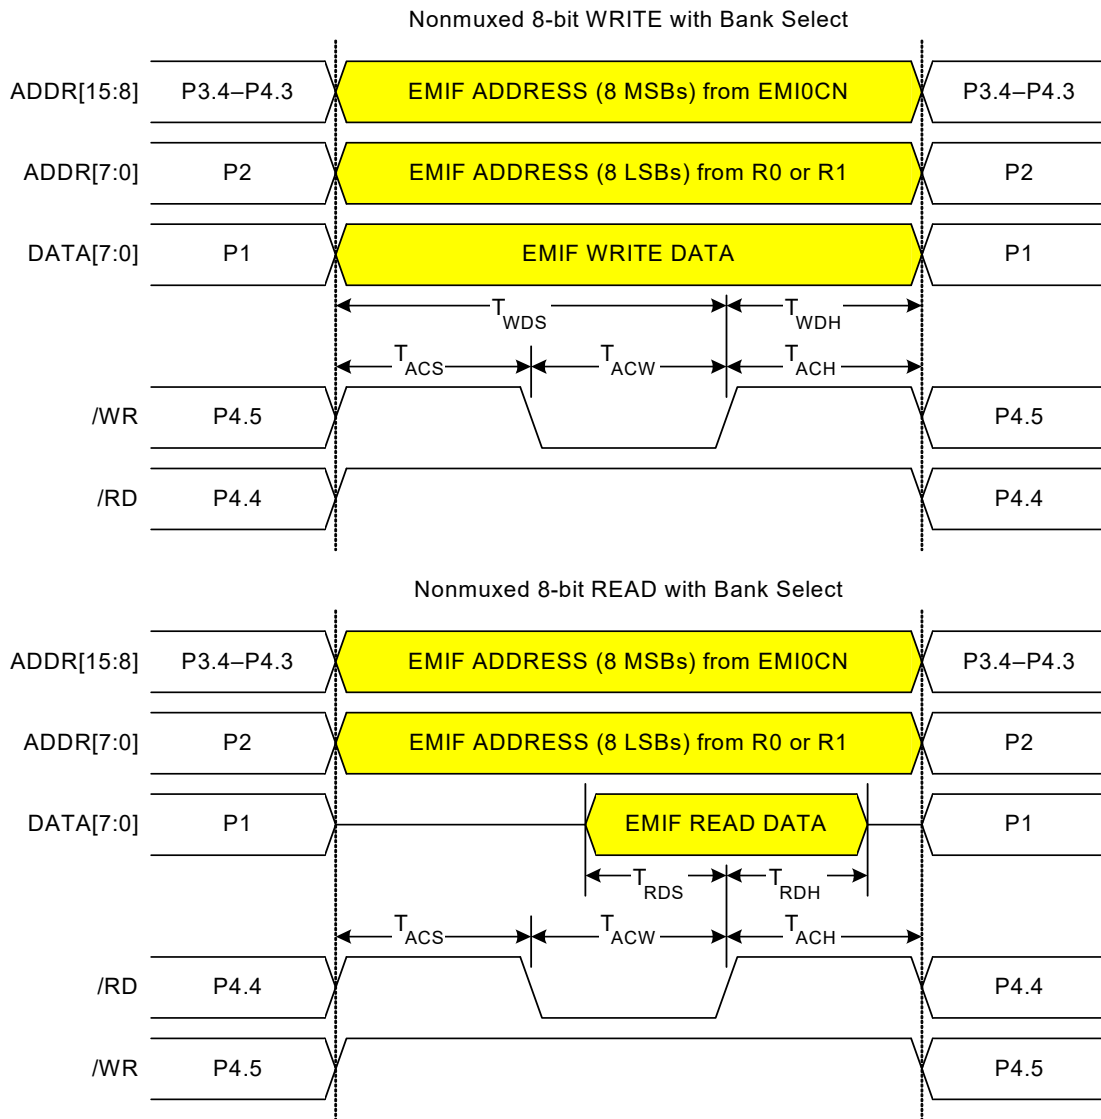 Nonmuxed 8-bit WRITE with Bank Select
ADDR[15:8] P3.4–P4.3 EMIF ADDRESS (8 MSBs) from EMI0CN P3.4–P4.3
ADDR[7:0] P2 EMIF ADDRESS (8 LSBs) from R0 or R1 P2
DATA[7:0] P1 EMIF WRITE DATA P1
TWDS TWDH
TACS TACW TACH
/WR P4.5 P4.5
/RD P4.4 P4.4
Nonmuxed 8-bit READ with Bank Select
ADDR[15:8] P3.4–P4.3 EMIF ADDRESS (8 MSBs) from EMI0CN P3.4–P4.3
ADDR[7:0] P2 EMIF ADDRESS (8 LSBs) from R0 or R1 P2
DATA[7:0] P1 EMIF READ DATA P1
TRDS TRDH
TACS TACW TACH
/RD P4.4 P4.4
/WR P4.5 P4.5